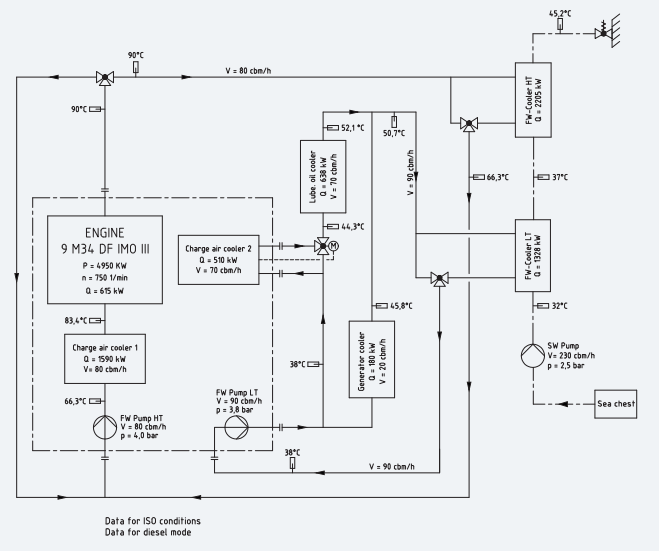 45,2°C
90°C
V = 80 cbm/h
FW-Cooler HT
Q = 2205 kW
90°C
52,1 °C
50,7°C
Lube. oil cooler
Q = 638 kW
V = 70 cbm/h
V = 90 cbm/h
66,3°C
37°C
ENGINE
9 M34 DF IMO III
P = 4950 KW
n = 750 1/min
Q = 615 kW
44,3°C
Charge air cooler 2
Q = 510 kW
V = 70 cbm/h
M
FW-Cooler LT
Q = 1328 kW
83,4°C
45,8°C
32°C
Charge air cooler 1
Q = 1590 kW
V= 80 cbm/h
Generator cooler
Q = 180 kW
V = 20 cbm/h
SW Pump
V= 230 cbm/h
p = 2,5 bar
38°C
66,3°C
FW Pump HT
V = 80 cbm/h
p = 4,0 bar
FW Pump LT
V = 90 cbm/h
p = 3,8 bar
Sea chest
38°C
V = 90 cbm/h
Data for ISO conditions
Data for diesel mode